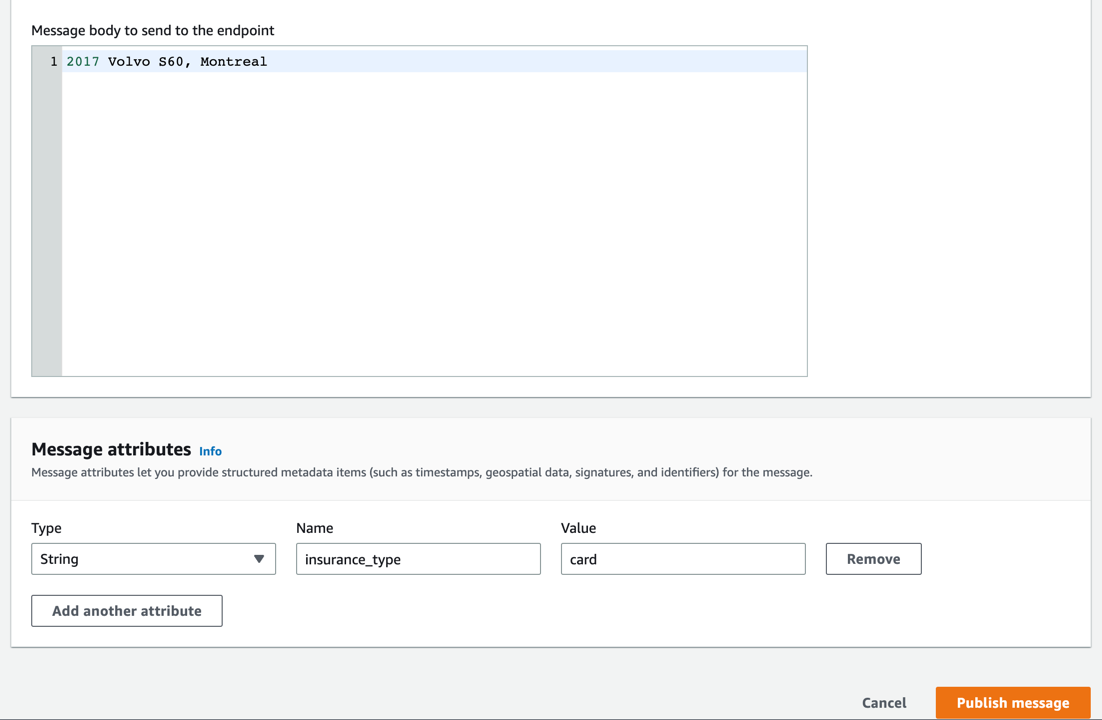 Message body to send to the endpoint
1 2017 Volvo S60, Montreal
Message attributes Info
Message attributes let you provide structured metadata items (such as timestamps, geospatial data, signatures, and identifiers) for the message.
Type Name Value
String insurance_type card Remove
Add another attribute
Cancel Publish message